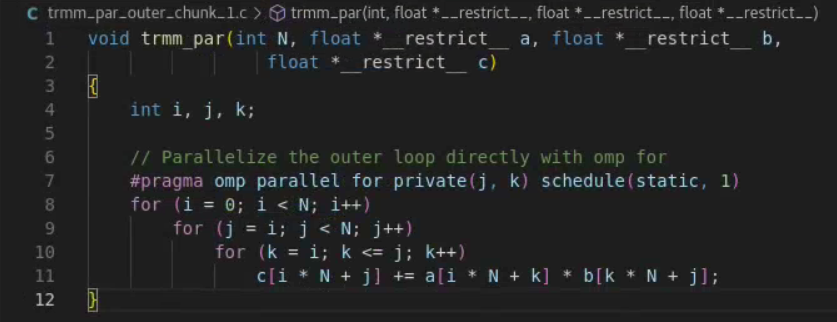 C trmm_par_outer_chunk_1.c > trmm_par(int, float *__restrict__, float *__restrict__, float *__restrict__)
1 void trmm_par(int N, float *__restrict__ a, float *__restrict__ b,
2 float *__restrict__ c)
3 {
4 int i, j, k;
5
6 // Parallelize the outer loop directly with omp for
7 #pragma omp parallel for private(j, k) schedule(static, 1)
8 for (i = 0; i < N; i++)
9 for (j = i; j < N; j++)
10 for (k = i; k <= j; k++)
11 c[i * N + j] += a[i * N + k] * b[k * N + j];
12 }